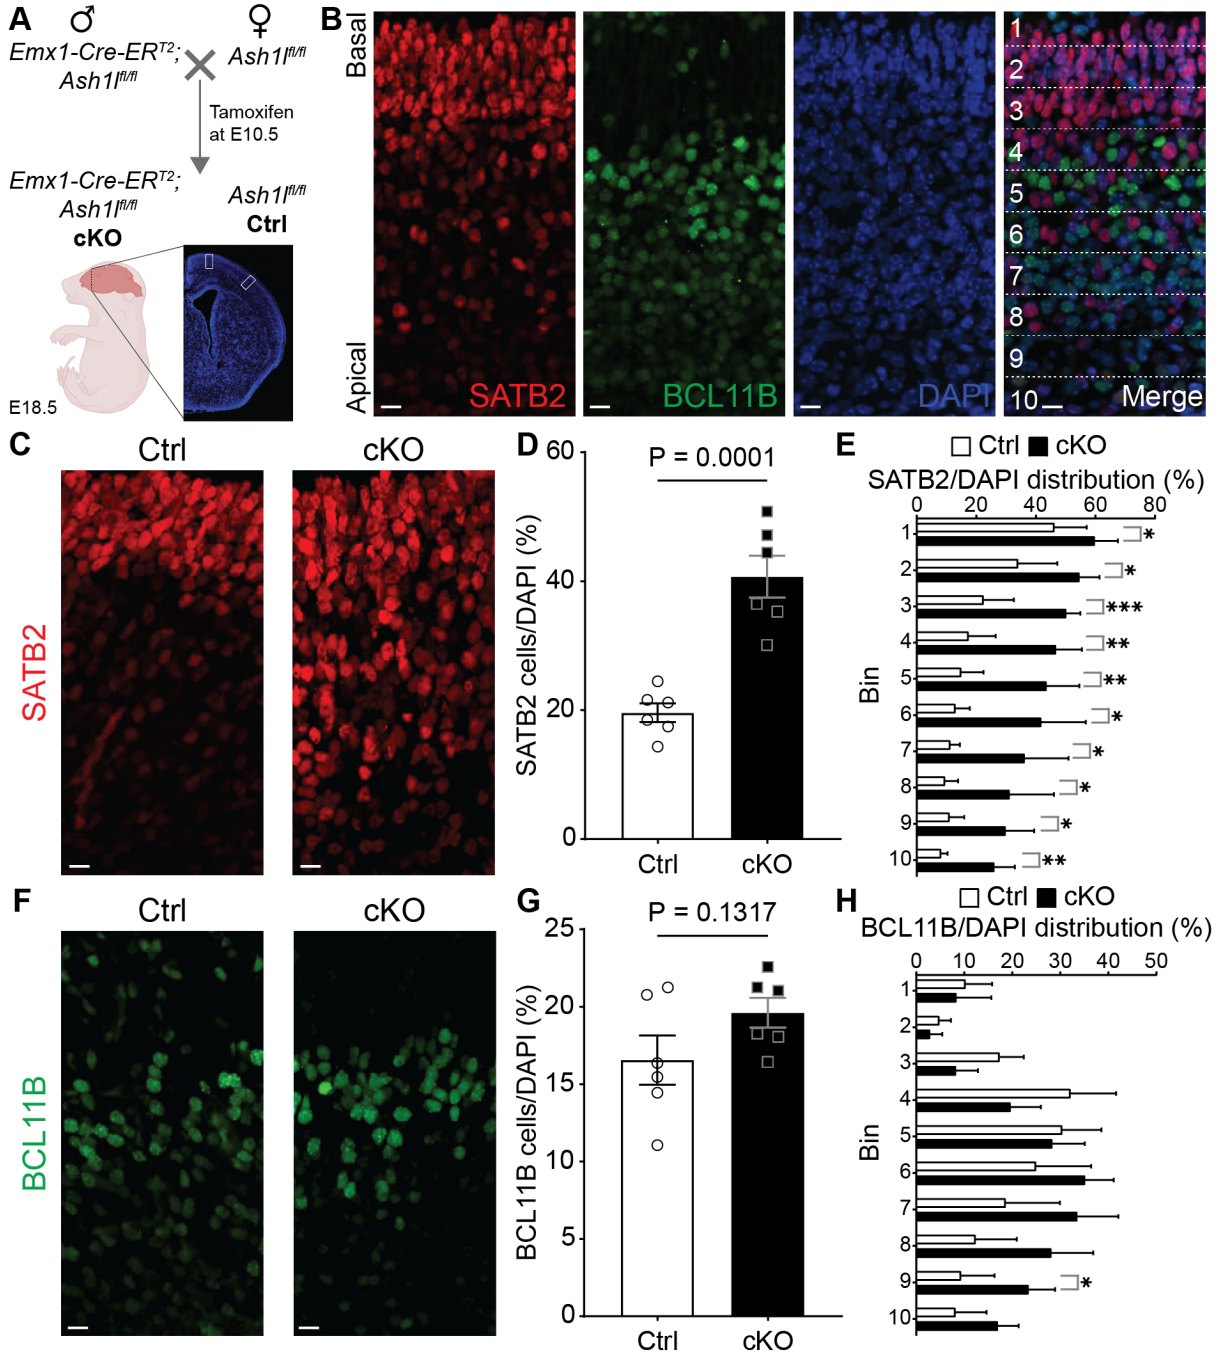 A
♂
♀
Emx1-Cre-ERT2;
Ash1lfl/fl
Ash1lfl/fl
Tamoxifen
at E10.5
Emx1-Cre-ERT2;
Ash1lfl/fl
cKO
Ash1lfl/fl
Ctrl
E18.5
B
Basal
Apical
SATB2
BCL11B
DAPI
1
2
3
4
5
6
7
8
9
10
Merge
C
Ctrl
cKO
SATB2
D
P = 0.0001
SATB2 cells/DAPI (%)
60
40
20
0
Ctrl
cKO
E
Ctrl
cKO
SATB2/DAPI distribution (%)
0 20 40 60 80
Bin
1 *
2 *
3 ***
4 **
5 **
6 *
7 *
8 *
9 *
10 **
F
Ctrl
cKO
BCL11B
G
P = 0.1317
BCL11B cells/DAPI (%)
25
20
15
10
5
0
Ctrl
cKO
H
Ctrl
cKO
BCL11B/DAPI distribution (%)
0 10 20 30 40 50
Bin
1
2
3
4
5
6
7
8
9 *
10